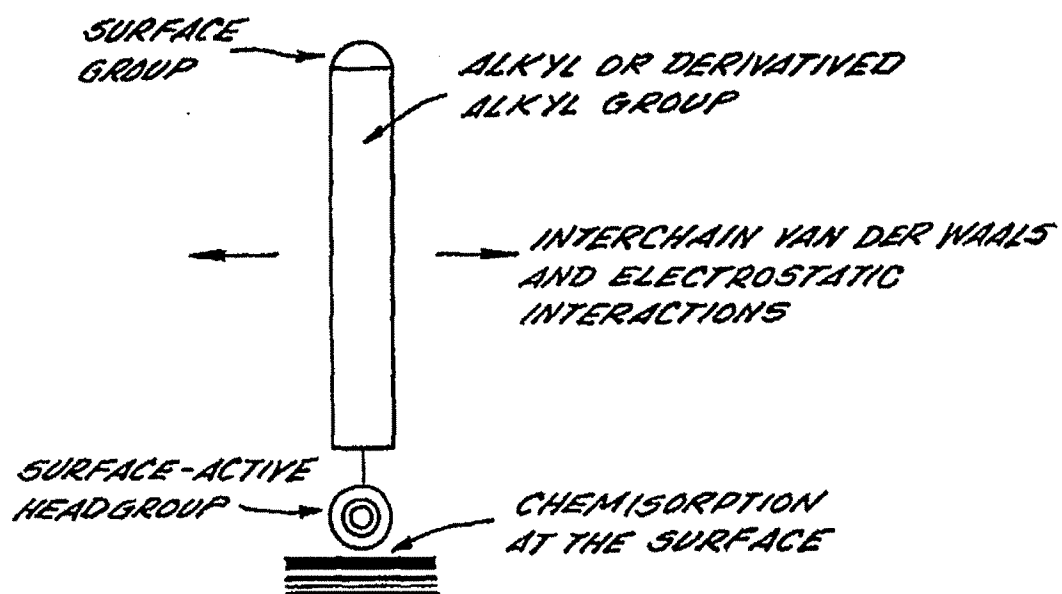 SURFACE
GROUP
ALKYL OR DERIVATIVED
ALKYL GROUP
INTERCHAIN VAN DER WAALS
AND ELECTROSTATIC
INTERACTIONS
SURFACE-ACTIVE
HEADGROUP
CHEMISORPTION
AT THE SURFACE